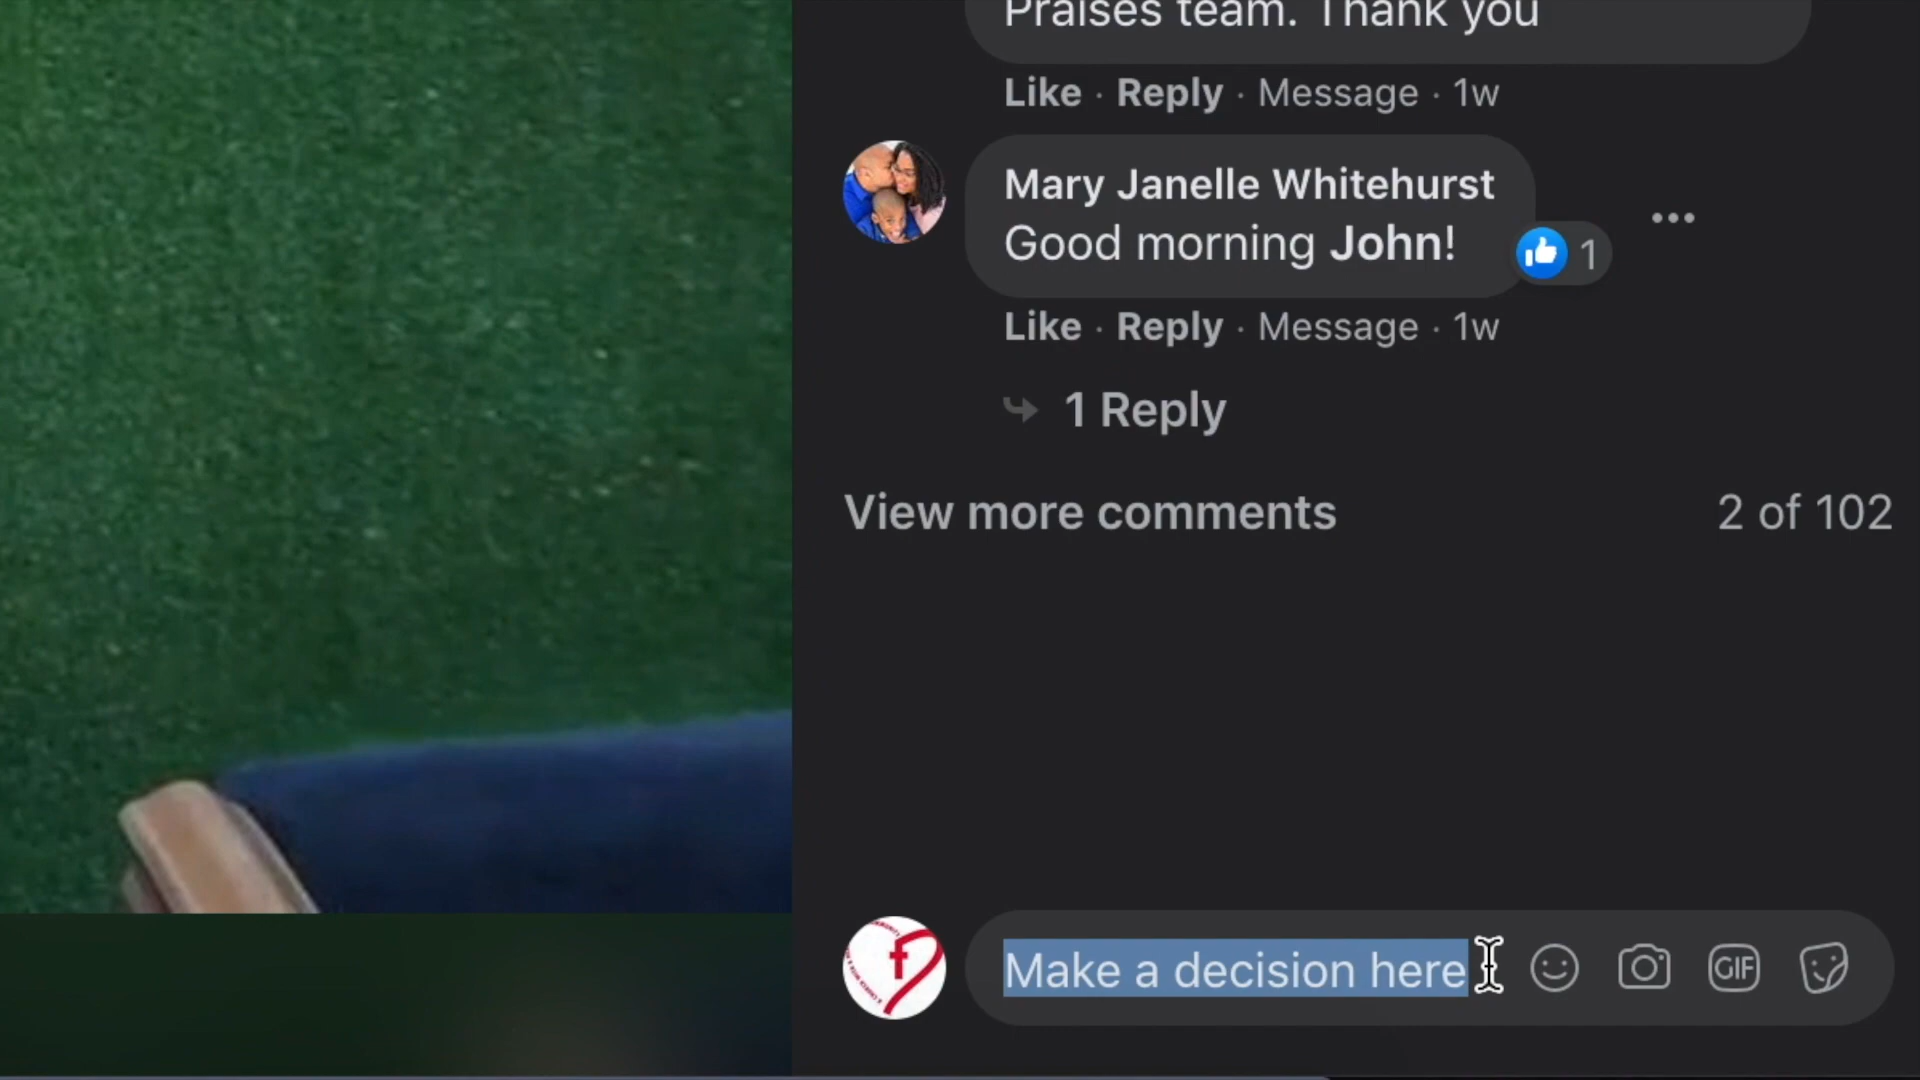 Praises team. Thank you
Like · Reply · Message · 1w
Mary Janelle Whitehurst
Good morning John!
1
Like · Reply · Message · 1w
1 Reply
View more comments
2 of 102
Make a decision here
GIF